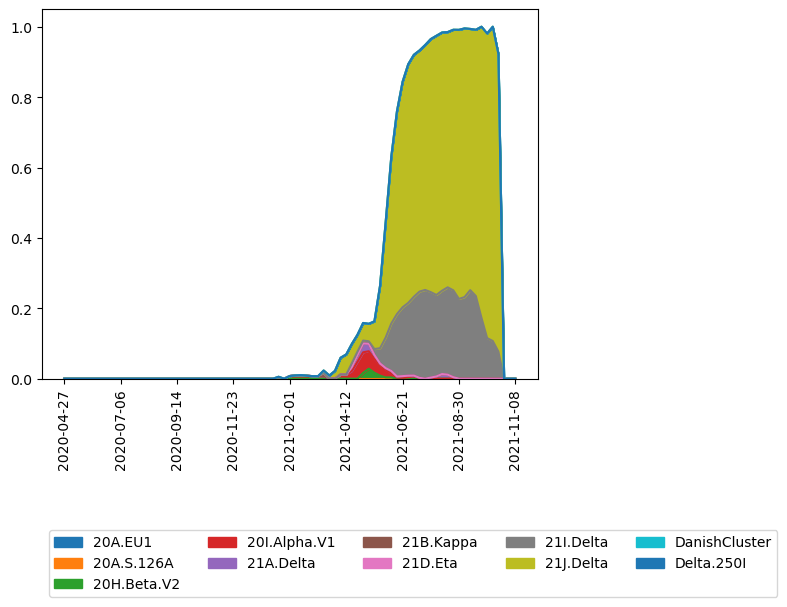 1.0
0.8
0.6
0.4
0.2
0.0
2020-04-27
2020-07-06
2020-09-14
2020-11-23
2021-02-01
2021-04-12
2021-06-21
2021-08-30
2021-11-08
20A.EU1
20A.S.126A
20H.Beta.V2
20I.Alpha.V1
21A.Delta
21B.Kappa
21D.Eta
21I.Delta
21J.Delta
DanishCluster
Delta.250I